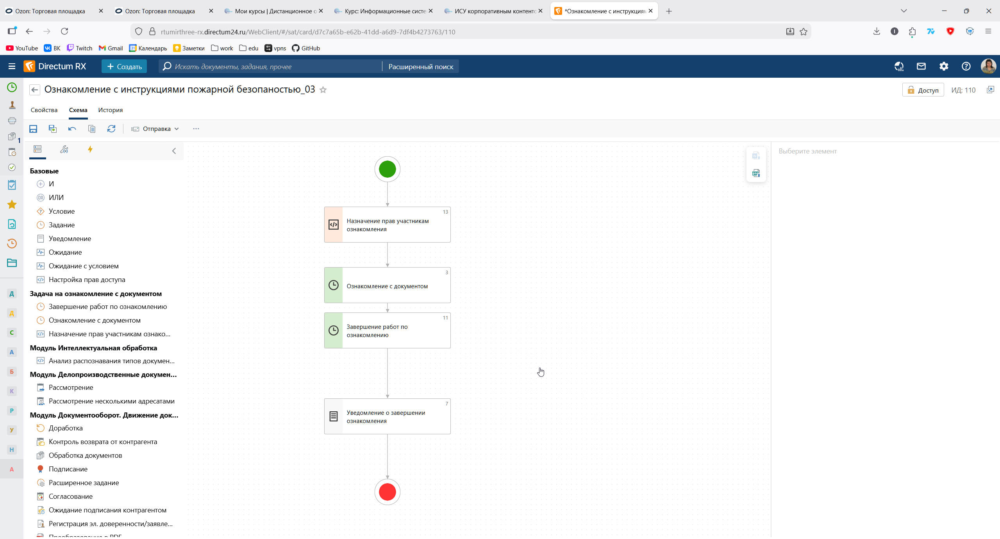 Ozon: Торговая площадка
Ozon: Торговая площадка
Мои курсы | Дистанционное о
Курс: Информационные систе
ИСУ корпоративным контенто
*Ознакомление с инструкциям
rtumirthree-rx.directum24.ru/WebClient/#/sat/card/d7c7a65b-e62b-41dd-a6d9-7df4b4273763/110
YouTube
ВК
Twitch
Gmail
31
Календарь
Заметки
work
edu
vpns
GitHub
Directum RX
Создать
Искать документы, задания, прочее
Расширенный поиск
Ознакомление с инструкциями пожарной безопаностью_03
Доступ
ИД: 110
Свойства
Схема
История
Отправка
1
Выберите элемент
Базовые
И
OR
ИЛИ
Условие
Задание
Уведомление
Ожидание
Ожидание с условием
Настройка прав доступа
Задача на ознакомление с документом
Завершение работ по ознакомлению
Ознакомление с документом
Назначение прав участникам ознако...
Модуль Интеллектуальная обработка
Анализ распознавания типов докумен...
Модуль Делопроизводственные докумен...
Рассмотрение
Рассмотрение несколькими адресатами
Модуль Документооборот. Движение док...
Доработка
Контроль возврата от контрагента
Обработка документов
Подписание
Расширенное задание
Согласование
Ожидание подписания контрагентом
Регистрация эл. доверенности/заявле...
Преобразование в PDF
Д
Д
С
А
Б
К
Р
У
Н
А
13
Назначение прав участникам
ознакомления
3
Ознакомление с документом
11
Завершение работ по
ознакомлению
7
Уведомление о завершении
ознакомления
W
png